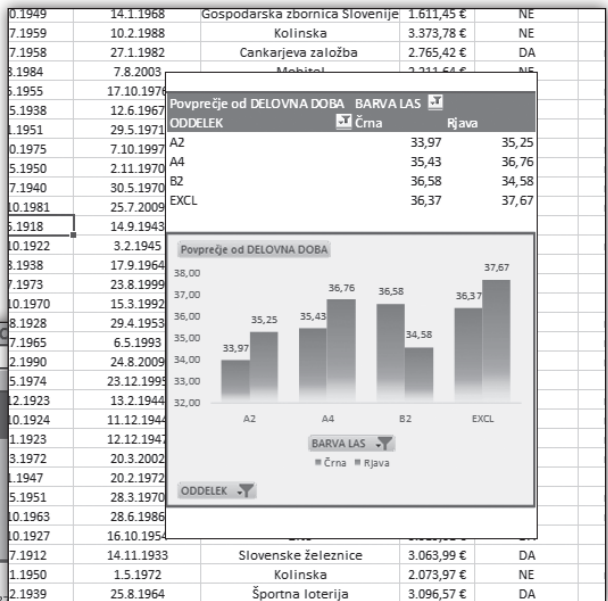 0.1949 14.1.1968 Gospodarska zbornica Slovenije 1.611,45 € NE
7.1959 10.2.1988 Kolinska 3.373,78 € NE
7.1958 27.1.1982 Cankarjeva založba 2.765,42 € DA
8.1984 7.8.2003 Mobitel 2.211,64 € NE
5.1955 17.10.1976
5.1938 12.6.1967
.1951 29.5.1971
0.1975 7.10.1997
5.1950 2.11.1970
7.1940 30.5.1970
10.1981 25.7.2009
5.1918 14.9.1943
10.1922 3.2.1945
8.1938 17.9.1964
7.1973 23.8.1999
10.1970 15.3.1992
8.1928 29.4.1953
7.1965 6.5.1993
2.1990 24.8.2009
5.1974 23.12.1995
12.1923 13.2.1944
10.1924 11.12.1944
1.1923 12.12.1947
3.1972 20.3.2002
1.1947 20.2.1972
5.1951 28.3.1970
10.1963 28.6.1986
10.1927 16.10.1954
7.1912 14.11.1933 Slovenske železnice 3.063,99 € DA
1.1950 1.5.1972 Kolinska 2.073,97 € NE
2.1939 25.8.1964 Športna loterija 3.096,57 € DA
Povprečje od DELOVNA DOBA BARVA LAS
ODDELEK Črna Rjava
A2 33,97 35,25
A4 35,43 36,76
B2 36,58 34,58
EXCL 36,37 37,67
Povprečje od DELOVNA DOBA
38,00
37,00
36,00
35,00
34,00
33,00
32,00
33,97 35,25 35,43 36,76 36,58 34,58 36,37 37,67
A2 A4 B2 EXCL
BARVA LAS
Črna Rjava
ODDELEK